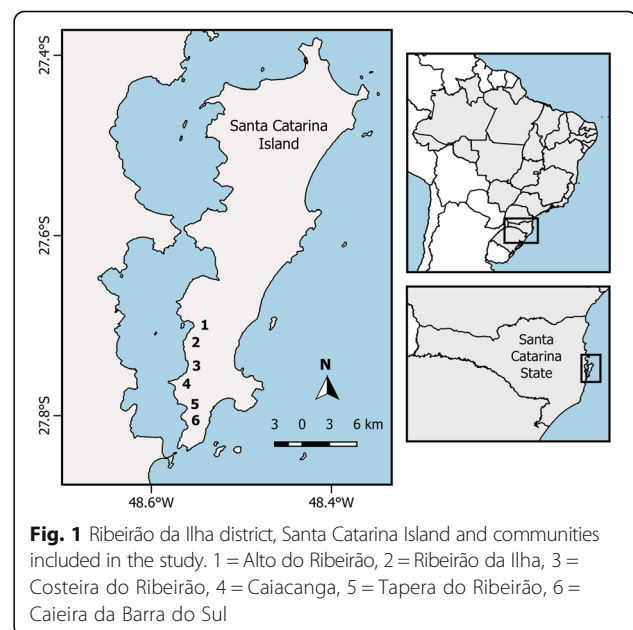 27.4°S
27.6°S
27.8°S
48.6°W
48.4°W
Santa Catarina
Island
1
2
3
4
5
6
N
3 0 3 6 km
Santa
Catarina
State
Fig. 1 Ribeirão da Ilha district, Santa Catarina Island and communities
included in the study. 1 = Alto do Ribeirão, 2 = Ribeirão da Ilha, 3 =
Costeira do Ribeirão, 4 = Caiacanga, 5 = Tapera do Ribeirão, 6 =
Caieira da Barra do Sul